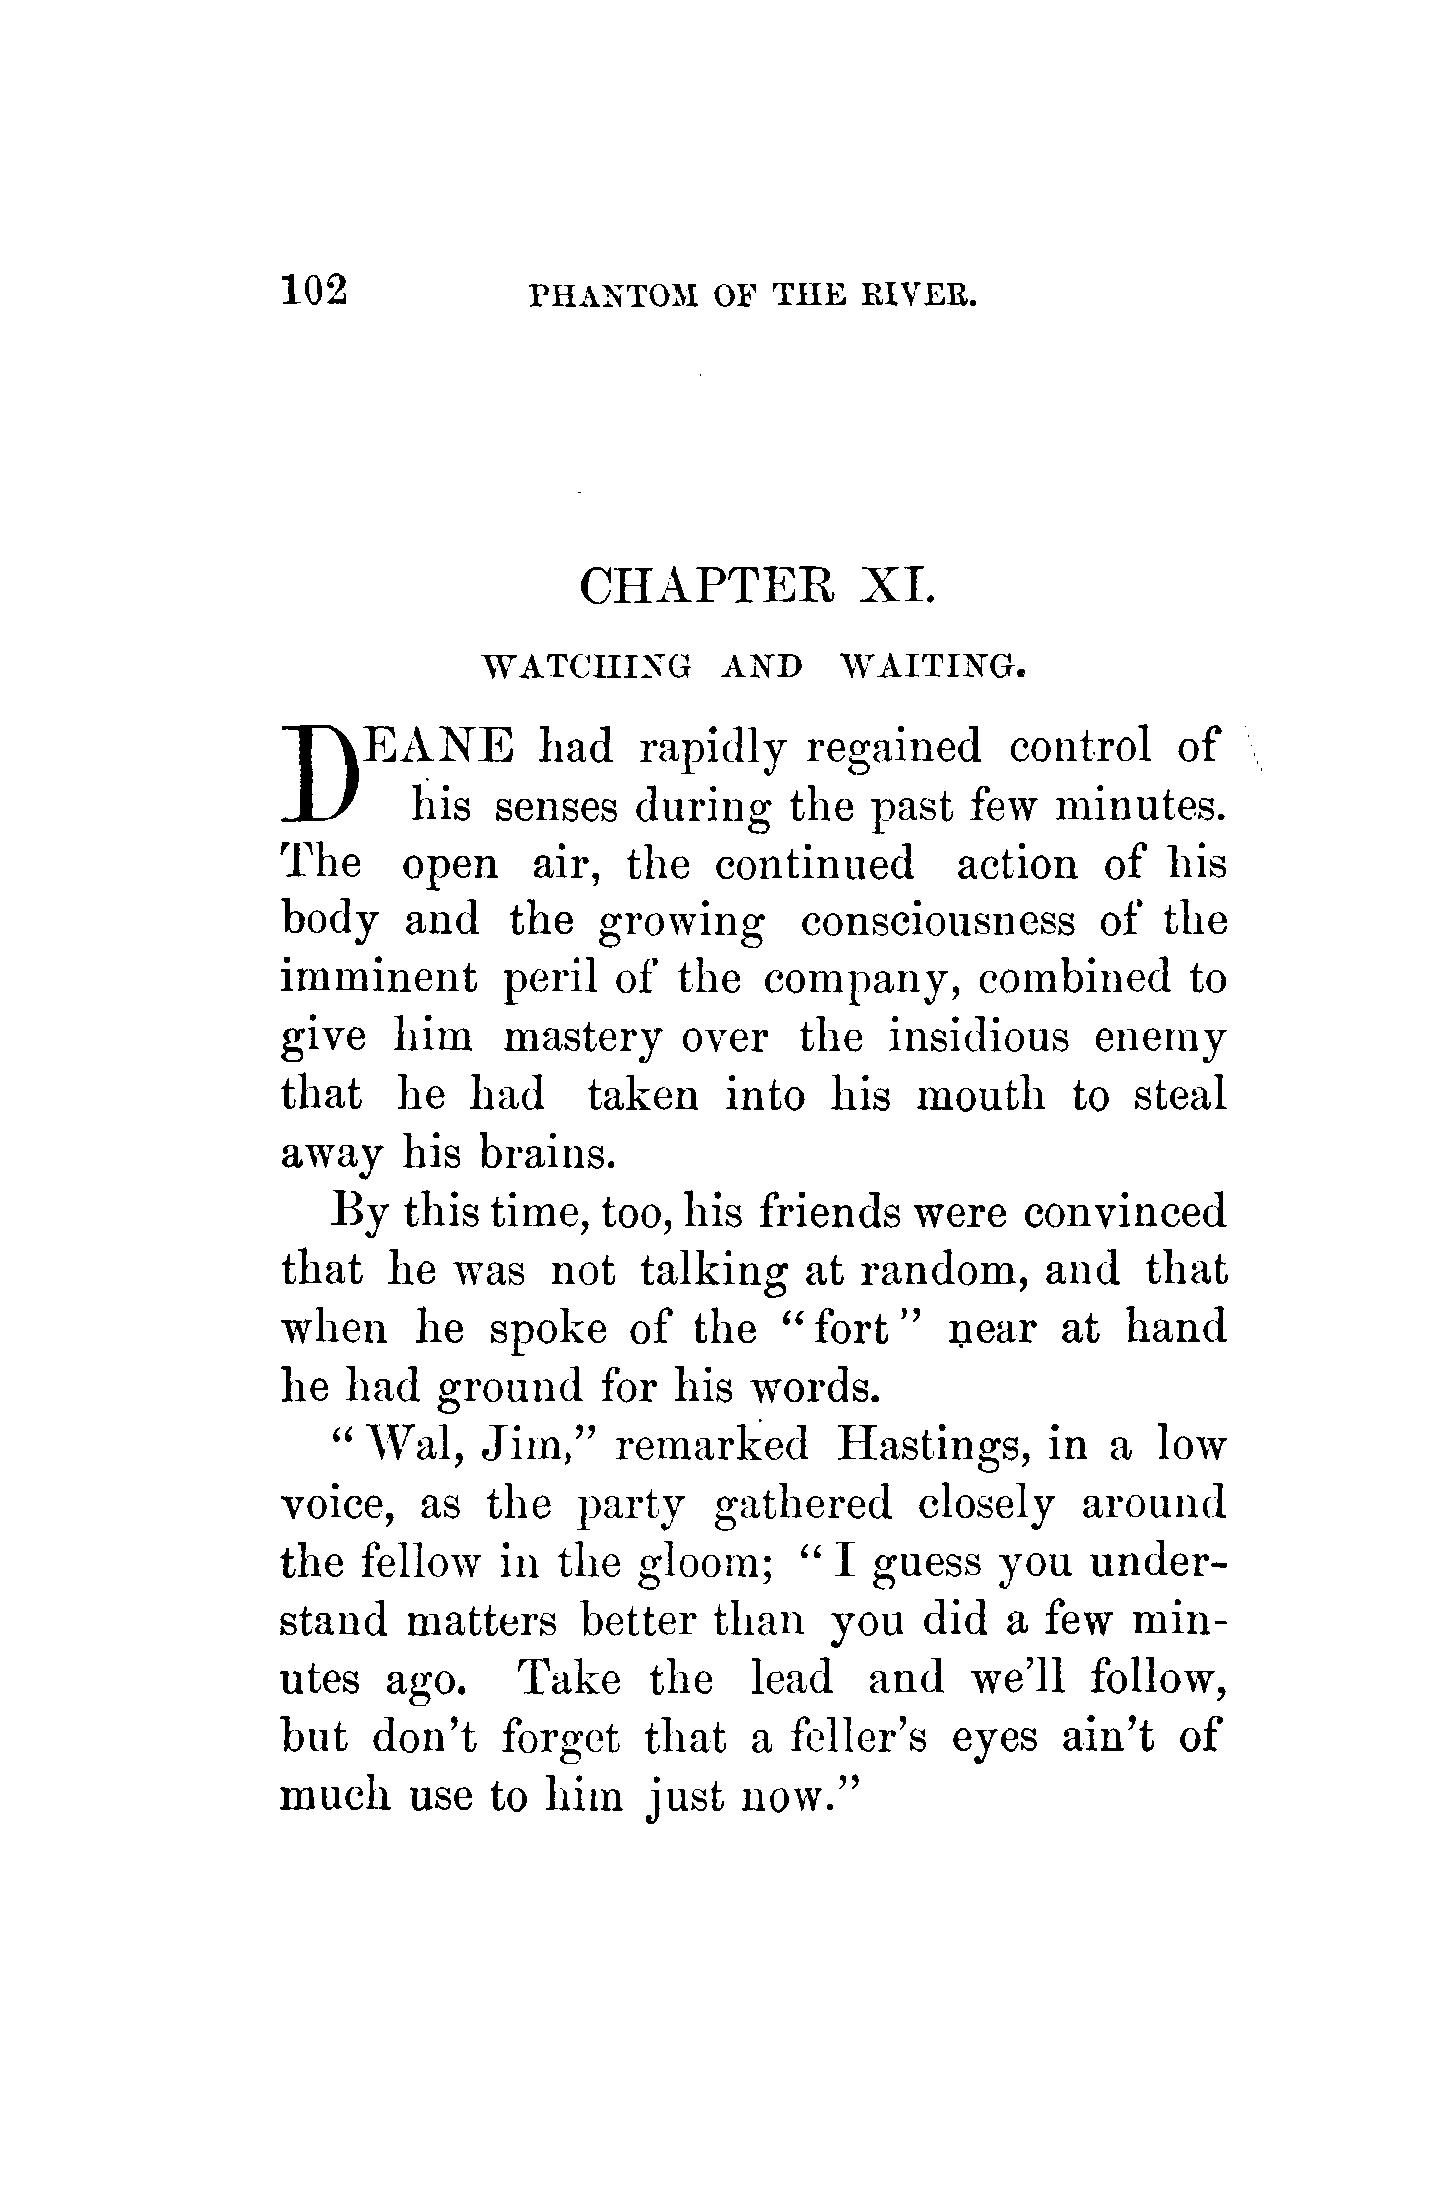 102 PHANTOM OF THE RIVER.
CHAPTER XI.
WATCHING AND WAITING.
DEANE had rapidly regained control of
his senses during the past few minutes.
The open air, the continued action of his
body and the growing consciousness of the
imminent peril of the company, combined to
give him mastery over the insidious enemy
that he had taken into his mouth to steal
away his brains.
By this time, too, his friends were convinced
that he was not talking at random, and that
when he spoke of the “fort” near at hand
he had ground for his words.
“Wal, Jim,” remarked Hastings, in a low
voice, as the party gathered closely around
the fellow in the gloom; “I guess you under-
stand matters better than you did a few min-
utes ago. Take the lead and we’ll follow,
but don’t forget that a feller’s eyes ain’t of
much use to him just now.”